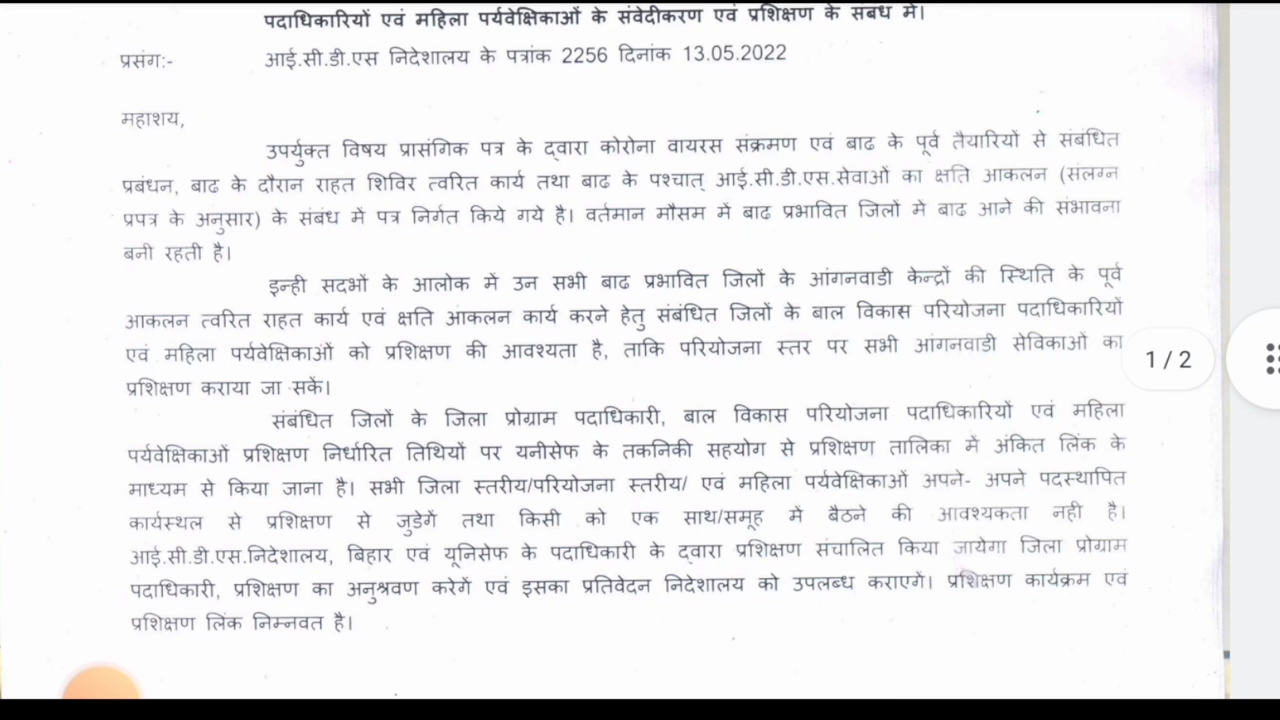 पदाधिकारियों एवं महिला पर्यवेक्षिकाओं के संवेदीकरण एवं प्रशिक्षण के संबध में।
प्रसंग:- आई.सी.डी.एस निदेशालय के पत्रांक 2256 दिनांक 13.05.2022
महाशय,
उपर्युक्त विषय प्रासंगिक पत्र के द्वारा कोरोना वायरस संक्रमण एवं बाढ के पूर्व तैयारियों से संबंधित
प्रबंधन, बाढ के दौरान राहत शिविर त्वरित कार्य तथा बाढ के पश्चात् आई.सी.डी.एस.सेवाओं का क्षति आकलन (संलग्न
प्रपत्र के अनुसार) के संबंध में पत्र निर्गत किये गये है। वर्तमान मौसम में बाढ प्रभावित जिलों मे बाढ आने की संभावना
बनी रहती है।
इन्ही सदर्भो के आलोक में उन सभी बाढ प्रभावित जिलों के आंगनवाडी केन्द्रों की स्थिति के पूर्व
आकलन त्वरित राहत कार्य एवं क्षति आकलन कार्य करने हेतु संबंधित जिलों के बाल विकास परियोजना पदाधिकारियों
एवं महिला पर्यवेक्षिकाओं को प्रशिक्षण की आवश्यता है, ताकि परियोजना स्तर पर सभी आंगनवाडी सेविकाओं का
प्रशिक्षण कराया जा सकें।
संबंधित जिलों के जिला प्रोग्राम पदाधिकारी, बाल विकास परियोजना पदाधिकारियों एवं महिला
पर्यवेक्षिकाओं प्रशिक्षण निर्धारित तिथियों पर यनीसेफ के तकनिकी सहयोग से प्रशिक्षण तालिका में अंकित लिंक के
माध्यम से किया जाना है। सभी जिला स्तरीय/परियोजना स्तरीय/ एवं महिला पर्यवेक्षिकाओं अपने- अपने पदस्थापित
कार्यस्थल से प्रशिक्षण से जुडेगें तथा किसी को एक साथ/समूह में बैठने की आवश्यकता नही है।
आई.सी.डी.एस.निदेशालय, बिहार एवं यूनिसेफ के पदाधिकारी के द्वारा प्रशिक्षण संचालित किया जायेगा जिला प्रोग्राम
पदाधिकारी, प्रशिक्षण का अनुश्रवण करेगें एवं इसका प्रतिवेदन निदेशालय को उपलब्ध कराएगें। प्रशिक्षण कार्यक्रम एवं
प्रशिक्षण लिंक निम्नवत है।
1 / 2